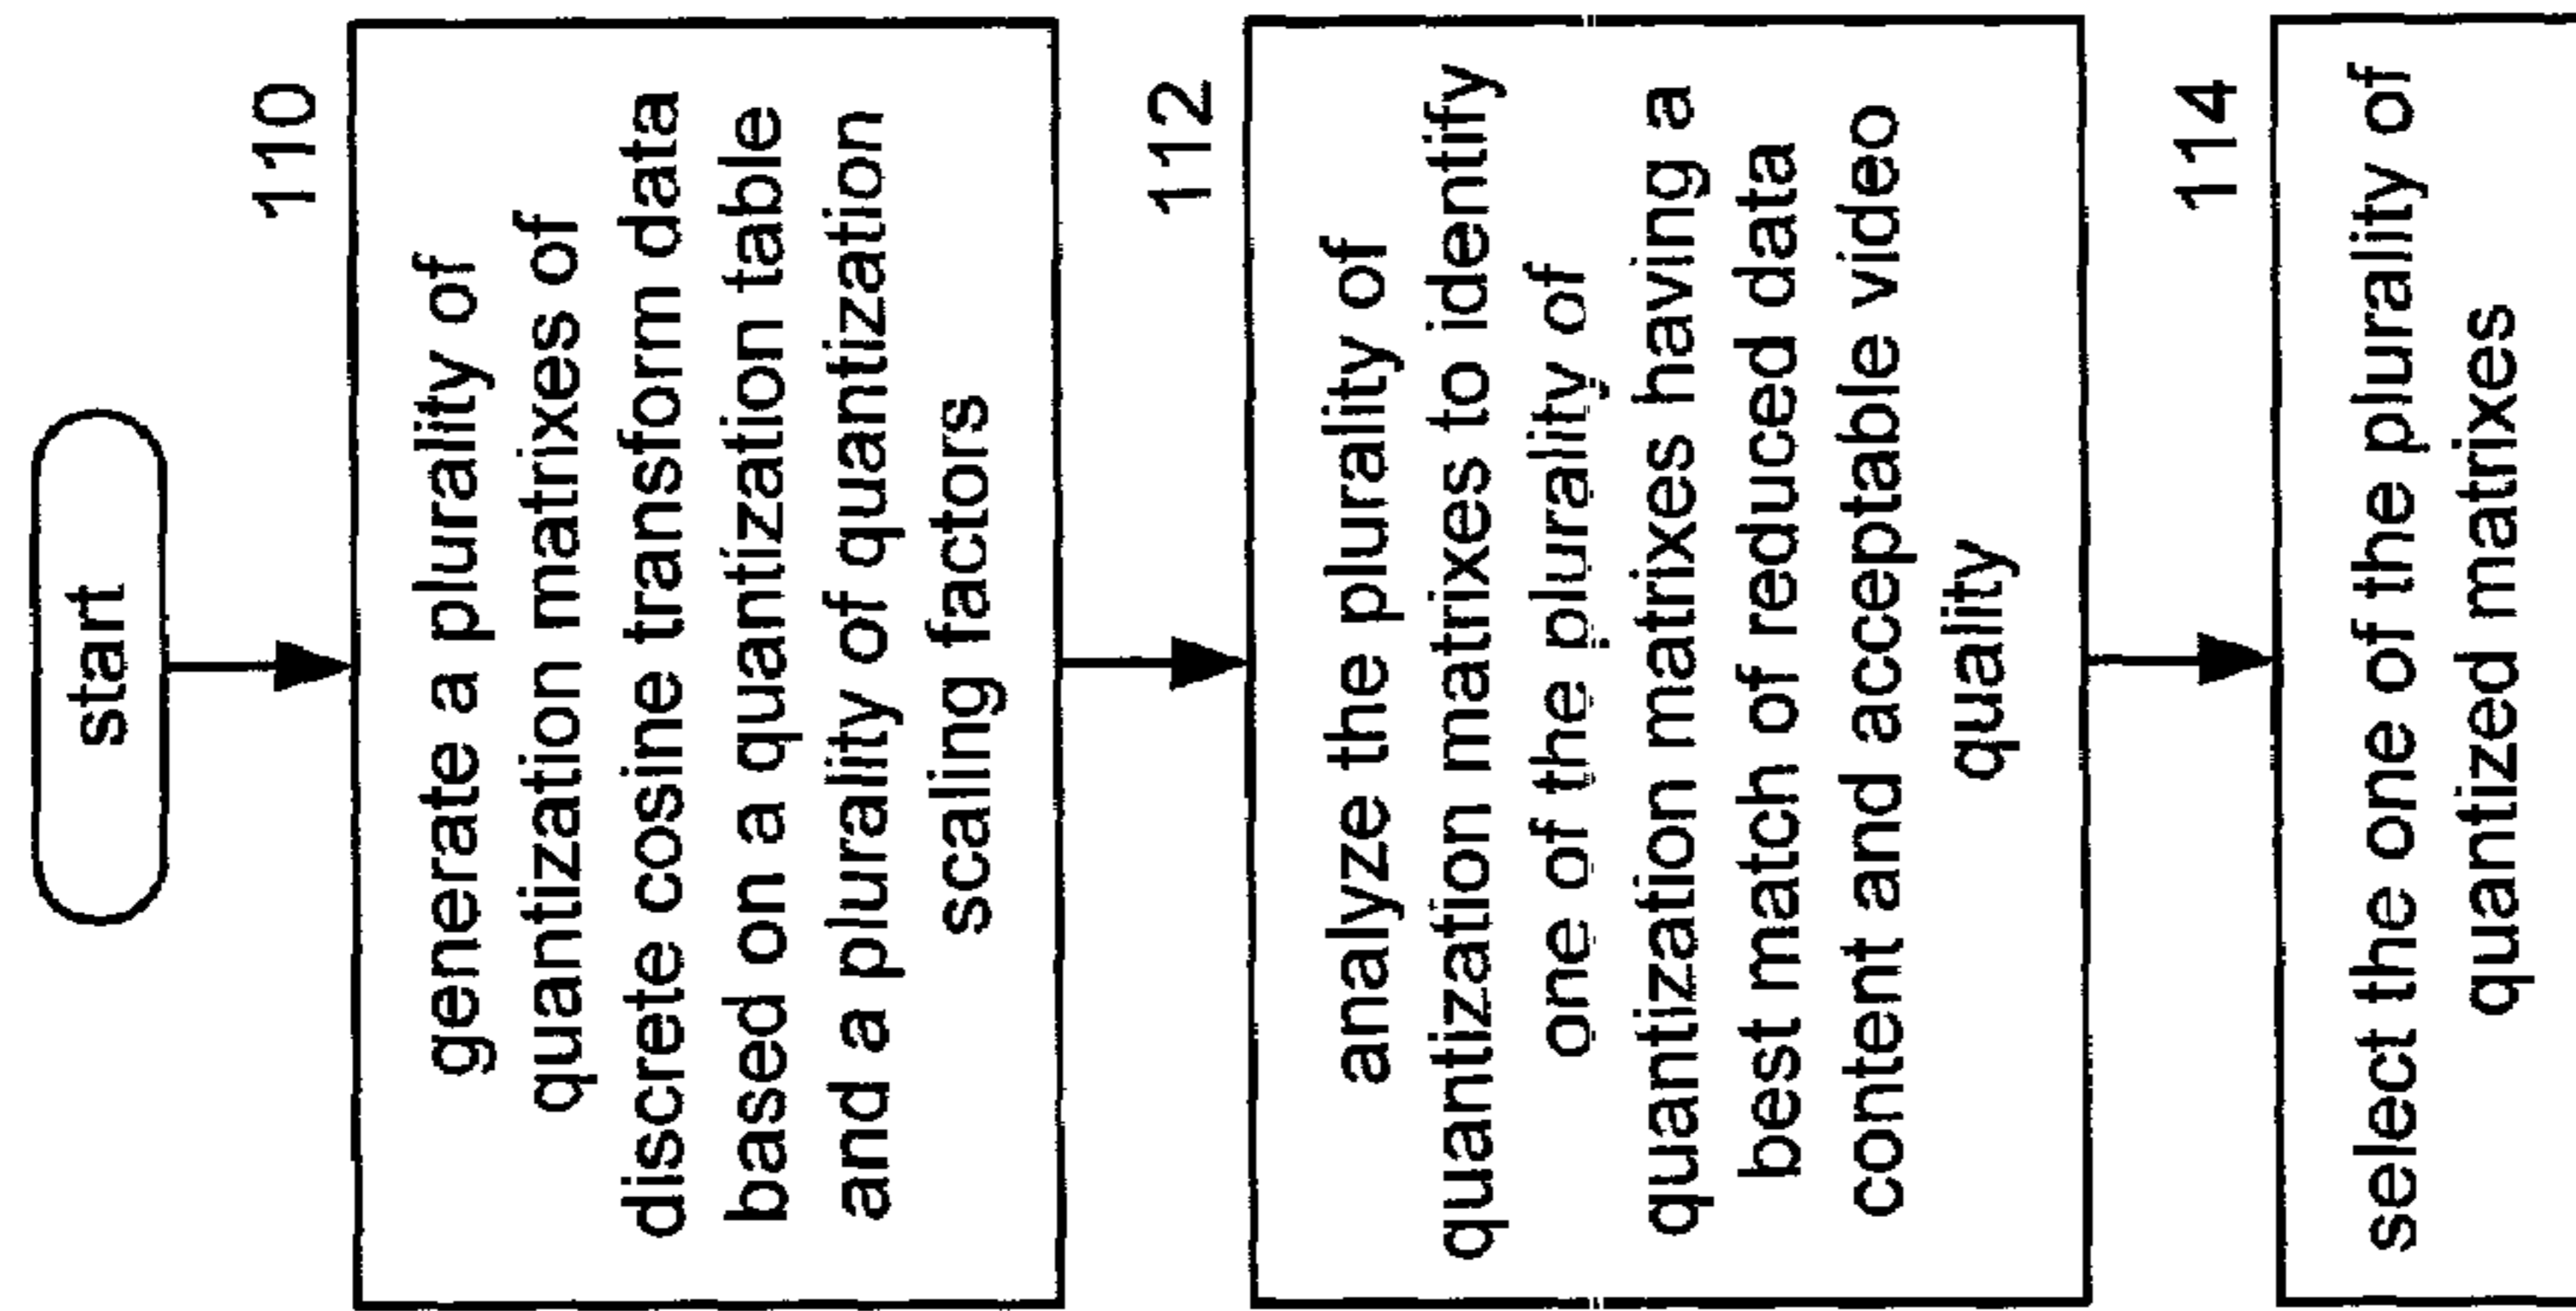 start
110
generate a plurality of
quantization matrixes of
discrete cosine transform data
based on a quantization table
and a plurality of quantization
scaling factors
112
analyze the plurality of
quantization matrixes to identify
one of the plurality of
quantization matrixes having a
best match of reduced data
content and acceptable video
quality
114
select the one of the plurality of
quantized matrixes